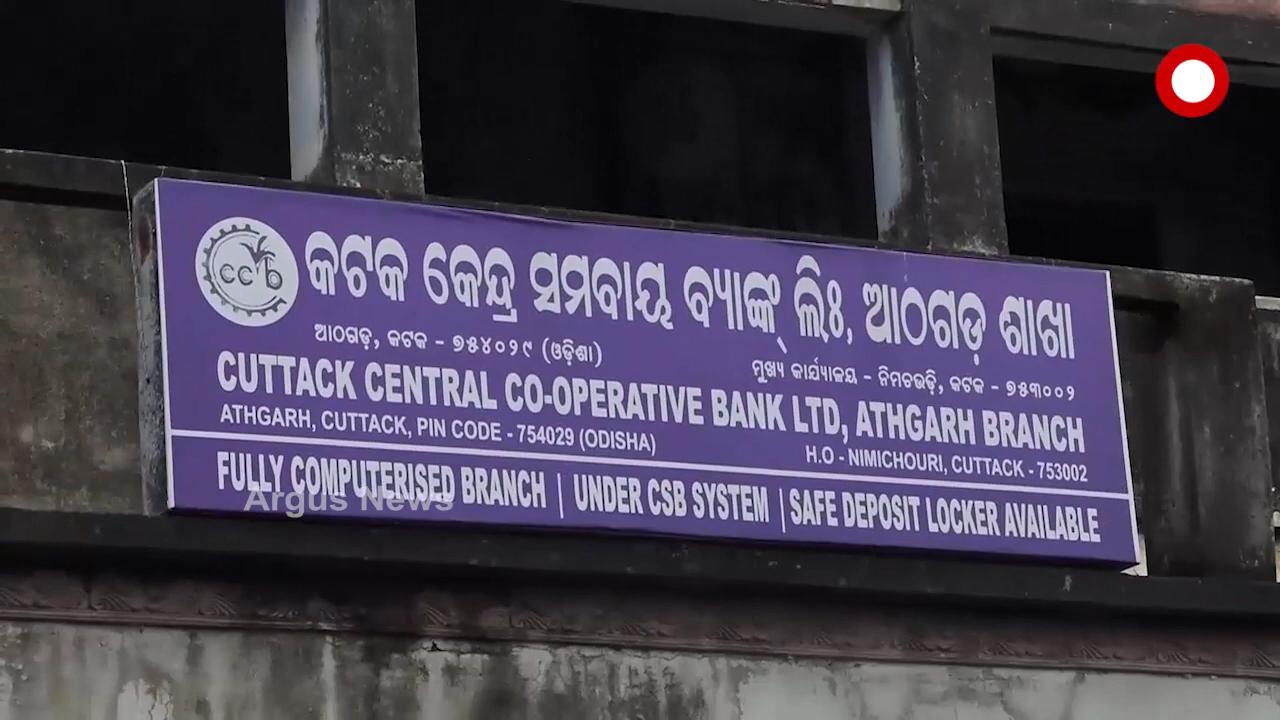 ccb
କଟକ କେନ୍ଦ୍ର ସମବାୟ ବ୍ୟାଙ୍କ୍ ଲିଃ, ଆଠଗଡ଼ ଶାଖା
ଆଠଗଡ଼, କଟକ - ୭୫୪୦୨୯ (ଓଡ଼ିଶା)
ମୁଖ୍ୟ କାର୍ଯ୍ୟାଳୟ - ନିମଚଉଡ଼ି, କଟକ - ୭୫୩୦୦୨
CUTTACK CENTRAL CO-OPERATIVE BANK LTD, ATHGARH BRANCH
ATHGARH, CUTTACK, PIN CODE - 754029 (ODISHA)
H.O - NIMICHOURI, CUTTACK - 753002
FULLY COMPUTERISED BRANCH | UNDER CSB SYSTEM | SAFE DEPOSIT LOCKER AVAILABLE
Argus News